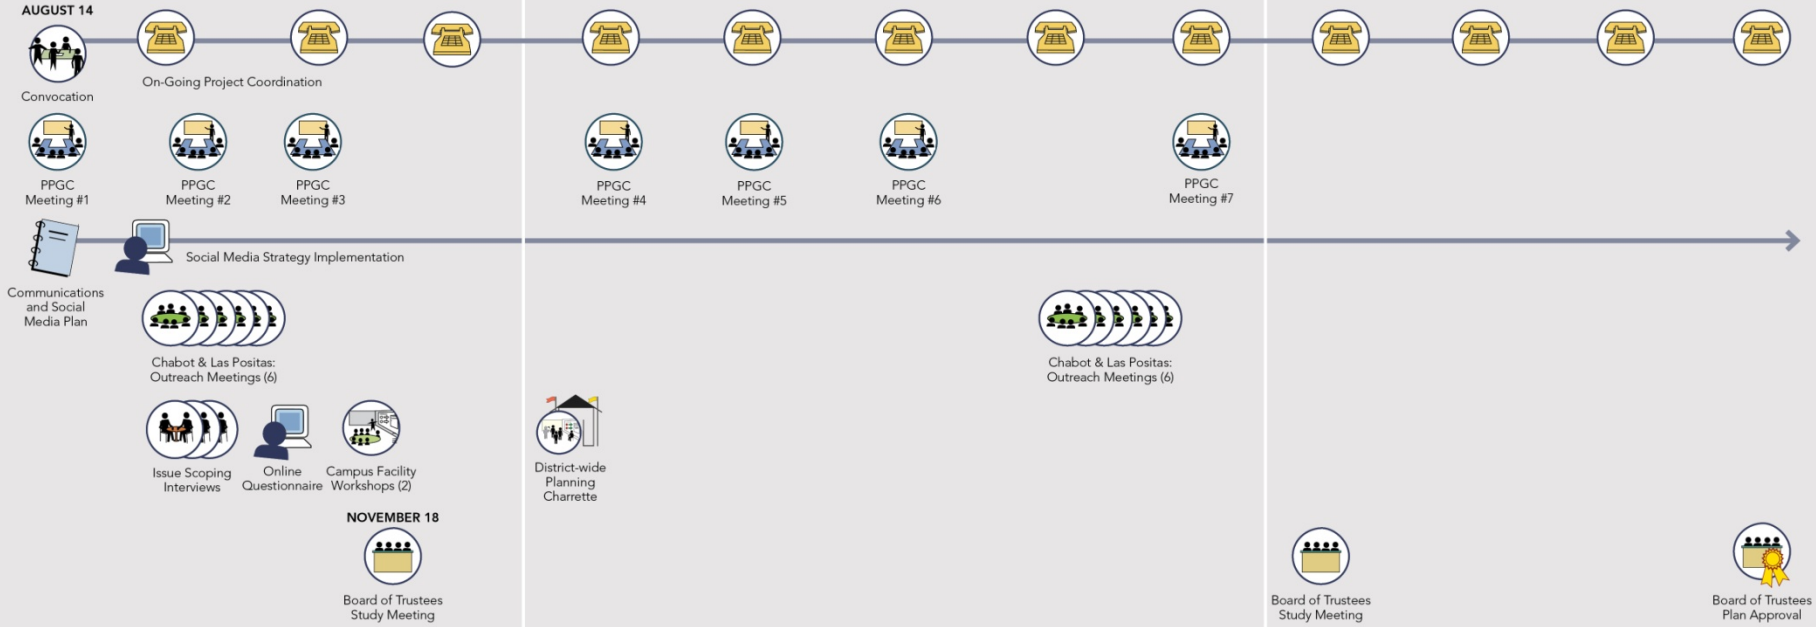 AUGUST 14
Convocation
On-Going Project Coordination
PPGC
Meeting #1
PPGC
Meeting #2
PPGC
Meeting #3
PPGC
Meeting #4
PPGC
Meeting #5
PPGC
Meeting #6
PPGC
Meeting #7
Social Media Strategy Implementation
Communications
and Social
Media Plan
Chabot & Las Positas:
Outreach Meetings (6)
Chabot & Las Positas:
Outreach Meetings (6)
Issue Scoping
Interviews
Online
Questionnaire
Campus Facility
Workshops (2)
District-wide
Planning
Charrette
NOVEMBER 18
Board of Trustees
Study Meeting
Board of Trustees
Study Meeting
Board of Trustees
Plan Approval